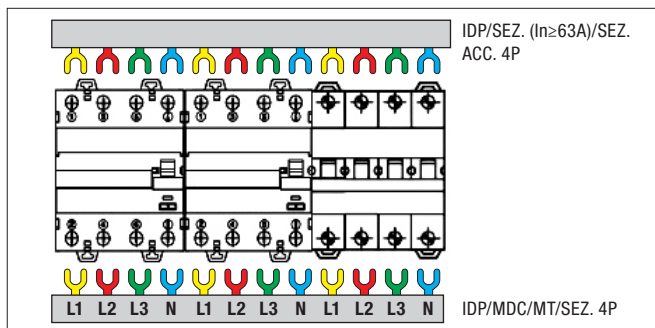 IDP/SEZ. (In≥63A)/SEZ.
ACC. 4P
L1 L2 L3 N L1 L2 L3 N L1 L2 L3 N
IDP/MDC/MT/SEZ. 4P